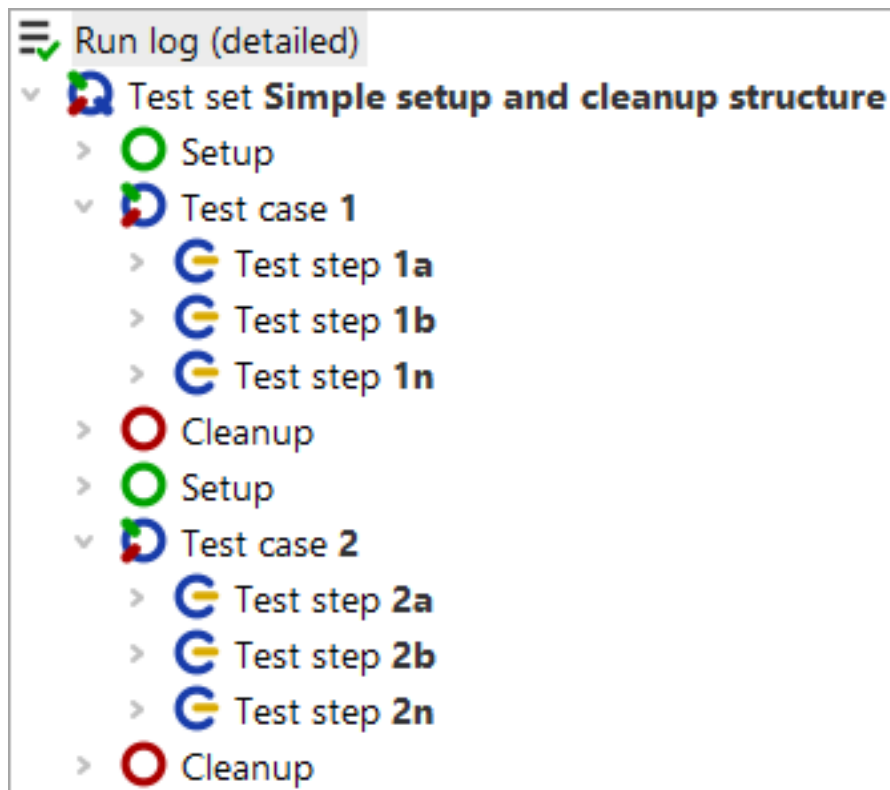 Run log (detailed)
Test set Simple setup and cleanup structure
Setup
Test case 1
Test step 1a
Test step 1b
Test step 1n
Cleanup
Setup
Test case 2
Test step 2a
Test step 2b
Test step 2n
Cleanup